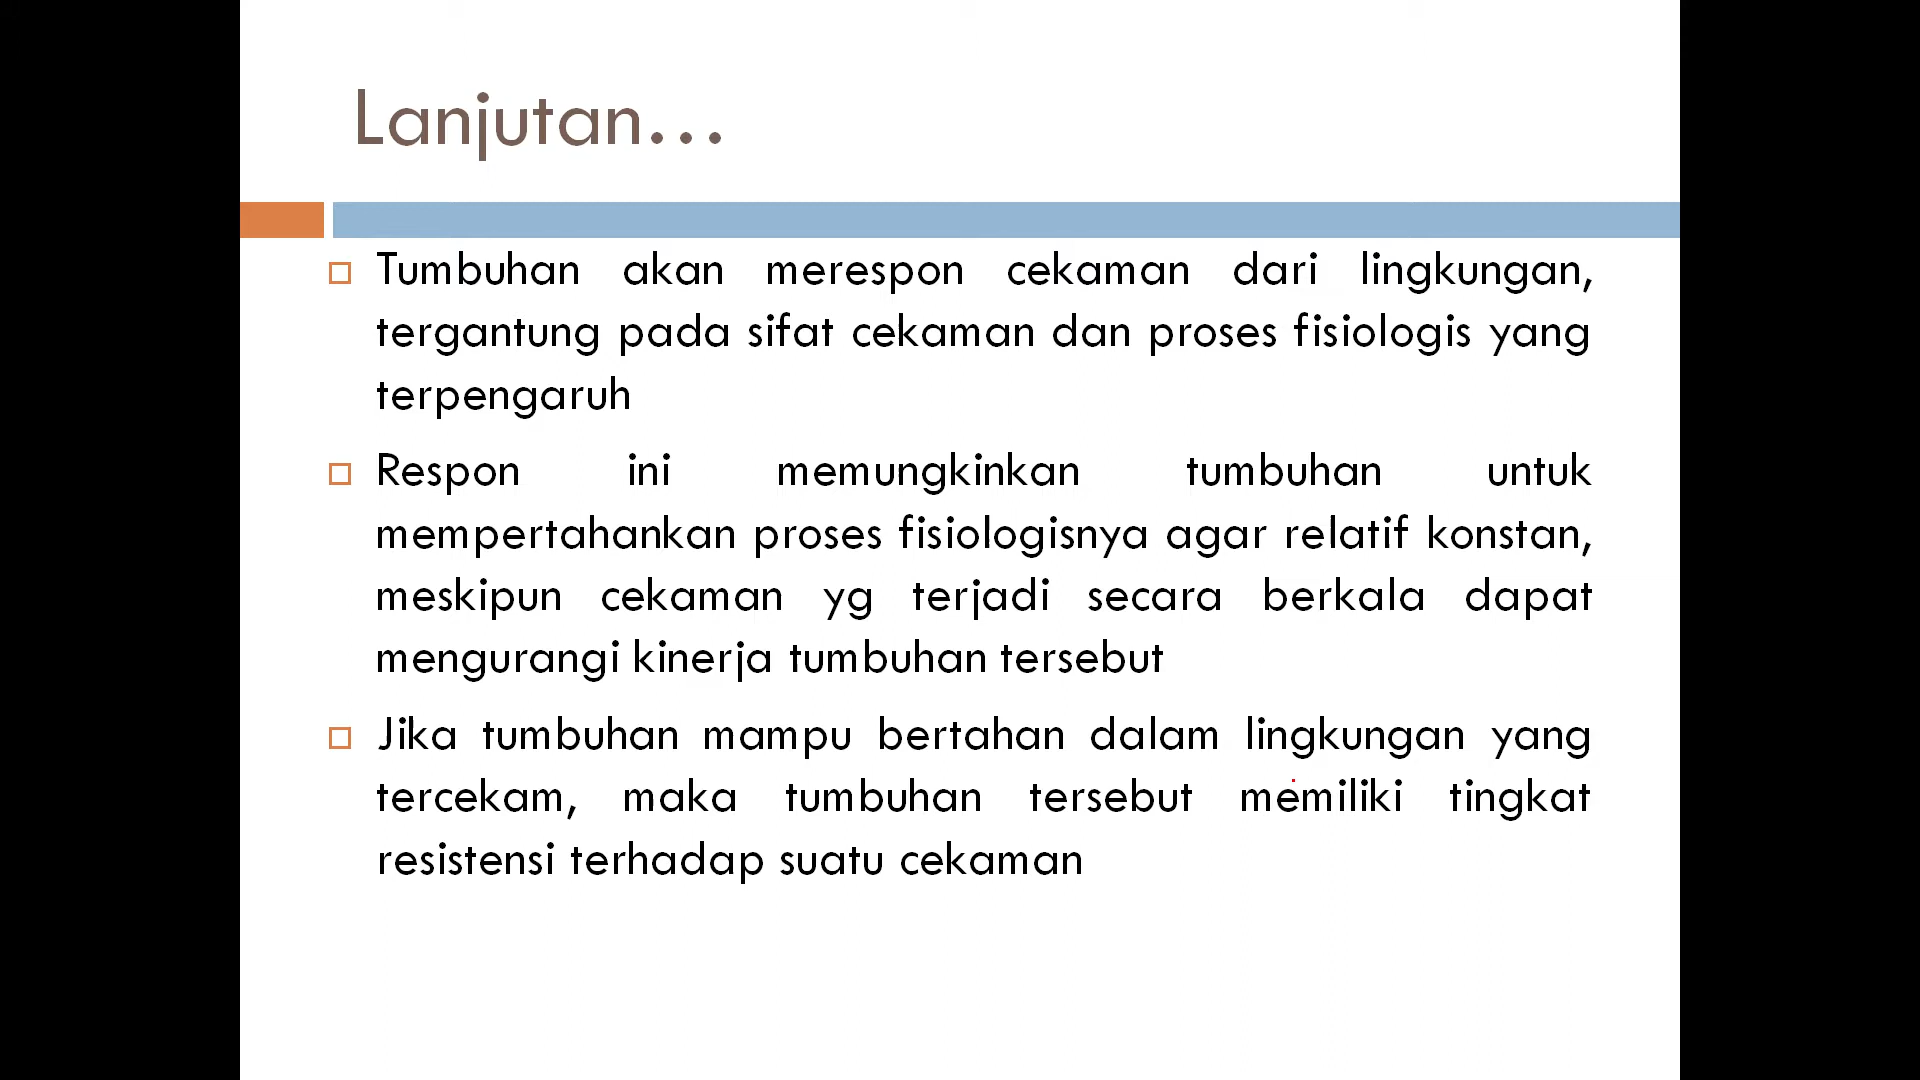 Lanjutan...
Tumbuhan akan merespon cekaman dari lingkungan,
tergantung pada sifat cekaman dan proses fisiologis yang
terpengaruh
Respon ini memungkinkan tumbuhan untuk
mempertahankan proses fisiologisnya agar relatif konstan,
meskipun cekaman yg terjadi secara berkala dapat
mengurangi kinerja tumbuhan tersebut
Jika tumbuhan mampu bertahan dalam lingkungan yang
tercekam, maka tumbuhan tersebut memiliki tingkat
resistensi terhadap suatu cekaman